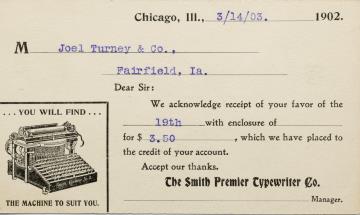 Chicago, Ill., 3/14/03. 1902.
M Joel Turney & Co.,
Fairfield, Ia.
Dear Sir:
We acknowledge receipt of your favor of the
19th with enclosure of
for $ 3.50 , which we have placed to
the credit of your account.
Accept our thanks.
The Smith Premier Typewriter Co.
Manager.
...YOU WILL FIND...
THE MACHINE TO SUIT YOU.